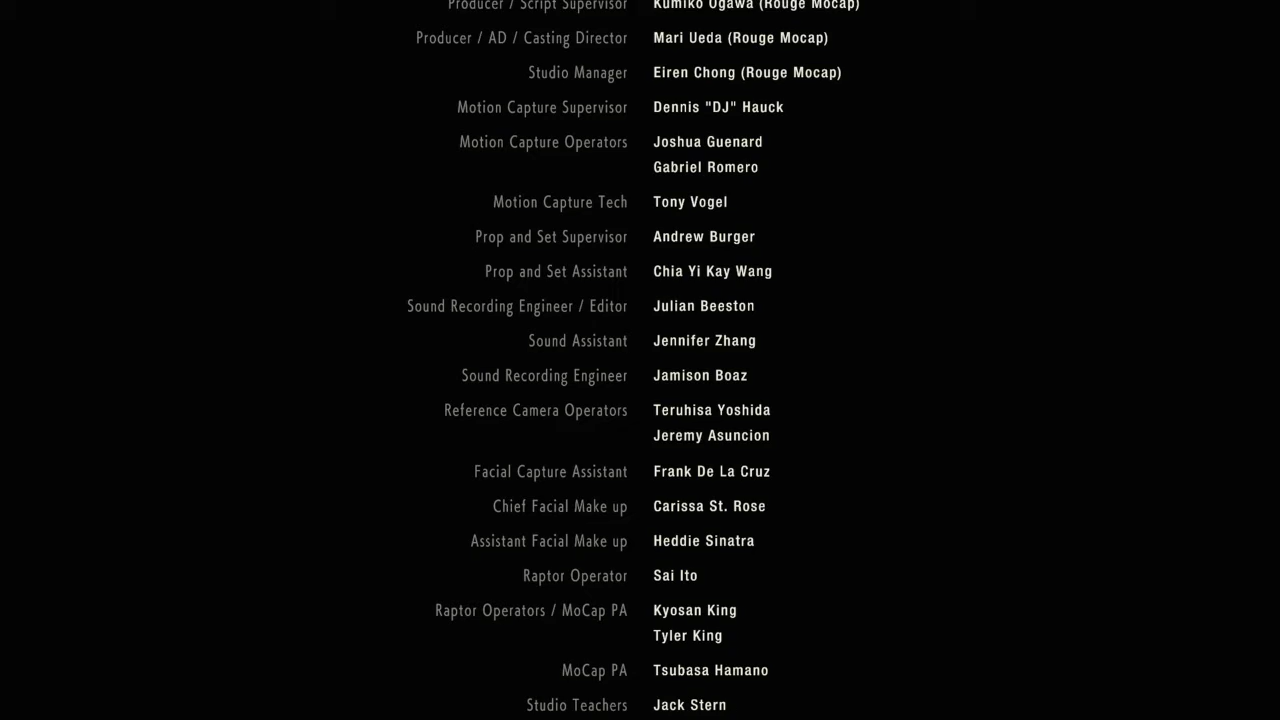 Producer / Script Supervisor Kumiko Ogawa (Rouge Mocap)
Producer / AD / Casting Director Mari Ueda (Rouge Mocap)
Studio Manager Eiren Chong (Rouge Mocap)
Motion Capture Supervisor Dennis "DJ" Hauck
Motion Capture Operators Joshua Guenard
Gabriel Romero
Motion Capture Tech Tony Vogel
Prop and Set Supervisor Andrew Burger
Prop and Set Assistant Chia Yi Kay Wang
Sound Recording Engineer / Editor Julian Beeston
Sound Assistant Jennifer Zhang
Sound Recording Engineer Jamison Boaz
Reference Camera Operators Teruhisa Yoshida
Jeremy Asuncion
Facial Capture Assistant Frank De La Cruz
Chief Facial Make up Carissa St. Rose
Assistant Facial Make up Heddie Sinatra
Raptor Operator Sai Ito
Raptor Operators / MoCap PA Kyosan King
Tyler King
MoCap PA Tsubasa Hamano
Studio Teachers Jack Stern